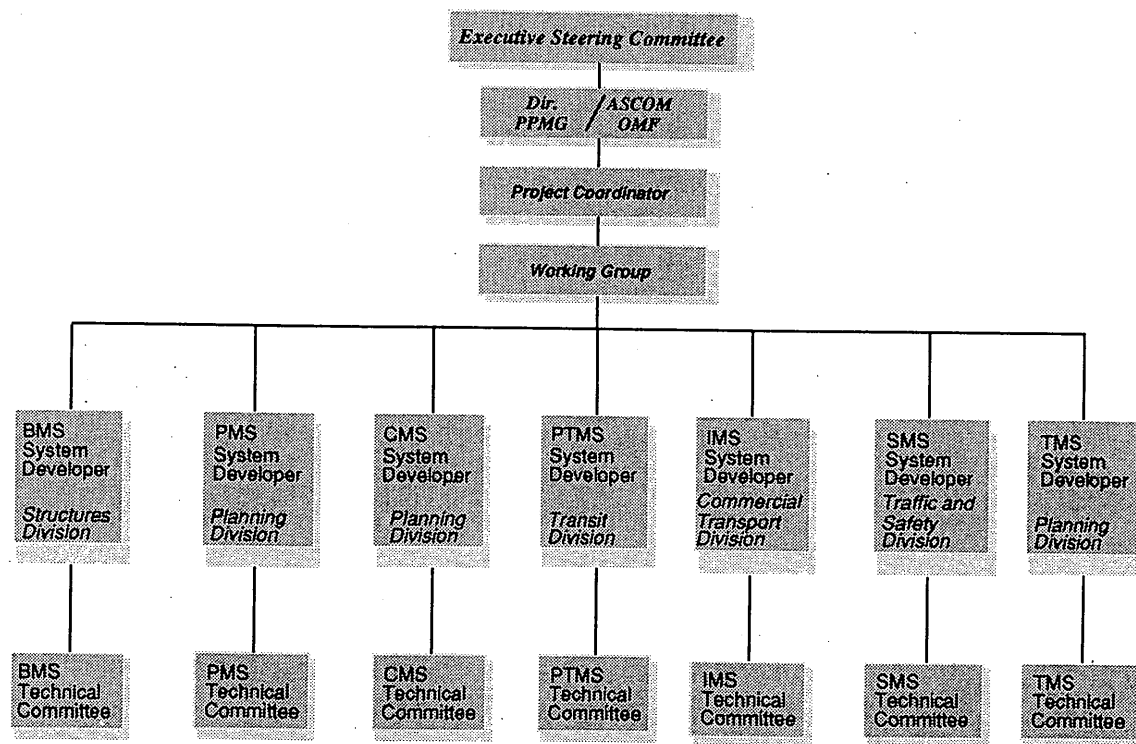 Executive Steering Committee
Dir. / ASCOM
PPMG OMF
Project Coordinator
Working Group
BMS
System
Developer
Structures
Division
PMS
System
Developer
Planning
Division
CMS
System
Developer
Planning
Division
PTMS
System
Developer
Transit
Division
IMS
System
Developer
Commercial
Transport
Division
SMS
System
Developer
Traffic and
Safety
Division
TMS
System
Developer
Planning
Division
BMS
Technical
Committee
PMS
Technical
Committee
CMS
Technical
Committee
PTMS
Technical
Committee
IMS
Technical
Committee
SMS
Technical
Committee
TMS
Technical
Committee